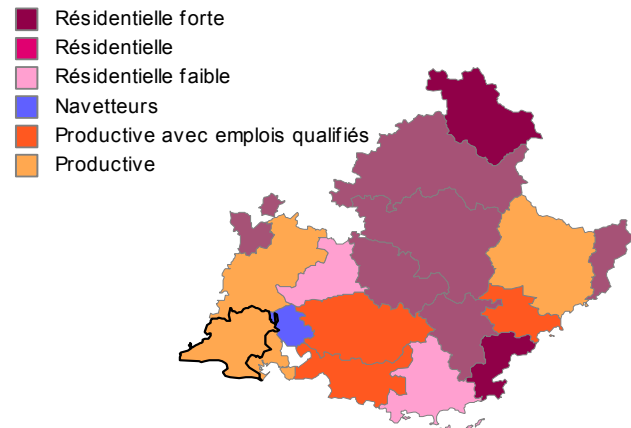 Résidentielle forte
Résidentielle
Résidentielle faible
Navetteurs
Productive avec emplois qualifiés
Productive